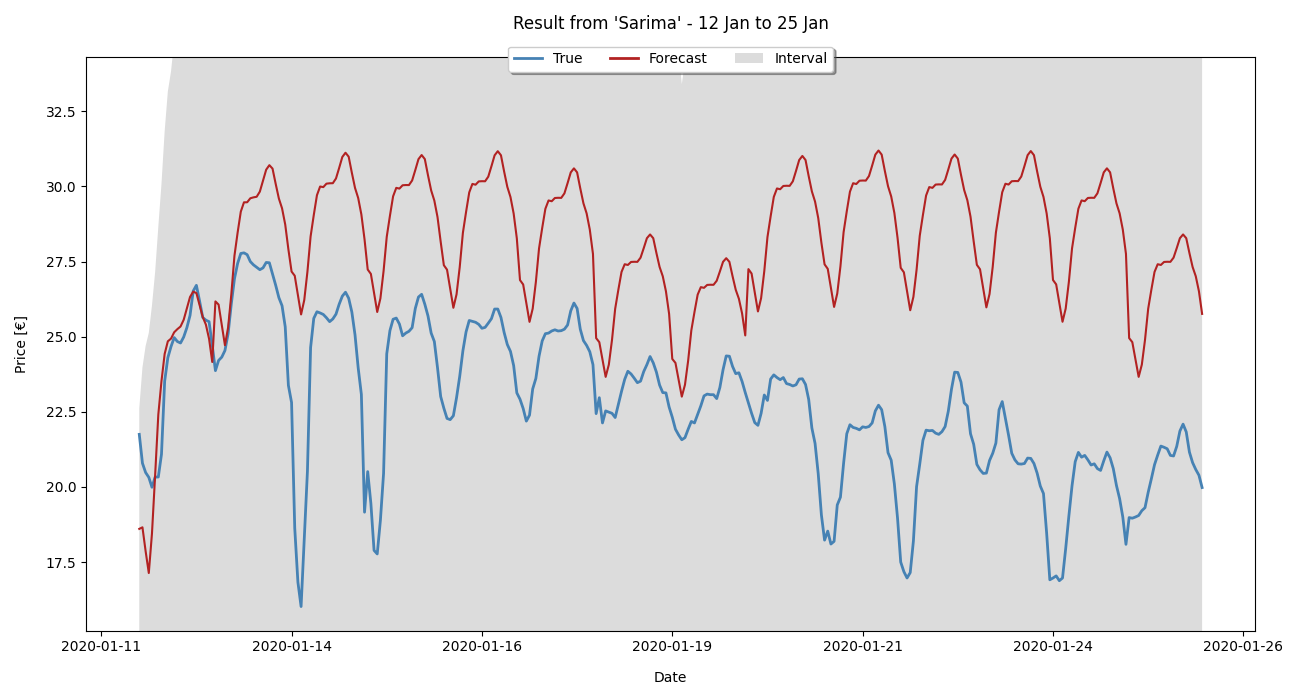 Result from 'Sarima' - 12 Jan to 25 Jan
True Forecast Interval
Price [€]
32.5
30.0
27.5
25.0
22.5
20.0
17.5
2020-01-11 2020-01-14 2020-01-16 2020-01-19 2020-01-21 2020-01-24 2020-01-26
Date